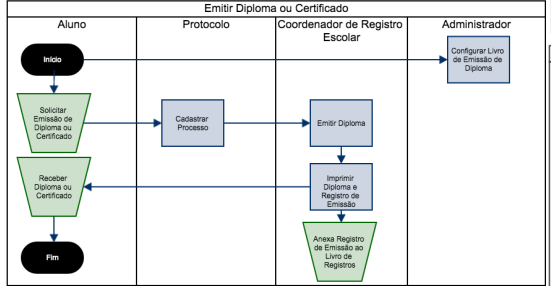 Emitir Diploma ou Certificado
Aluno
Protocolo
Coordenador de Registro
Escolar
Administrador
Início
Configurar Livro
de Emissão de
Diploma
Solicitar
Emissão de
Diploma ou
Certificado
Cadastrar
Processo
Emitir Diploma
Receber
Diploma ou
Certificado
Imprimir
Diploma e
Registro de
Emissão
Fim
Anexa Registro
de Emissão ao
Livro de
Registros